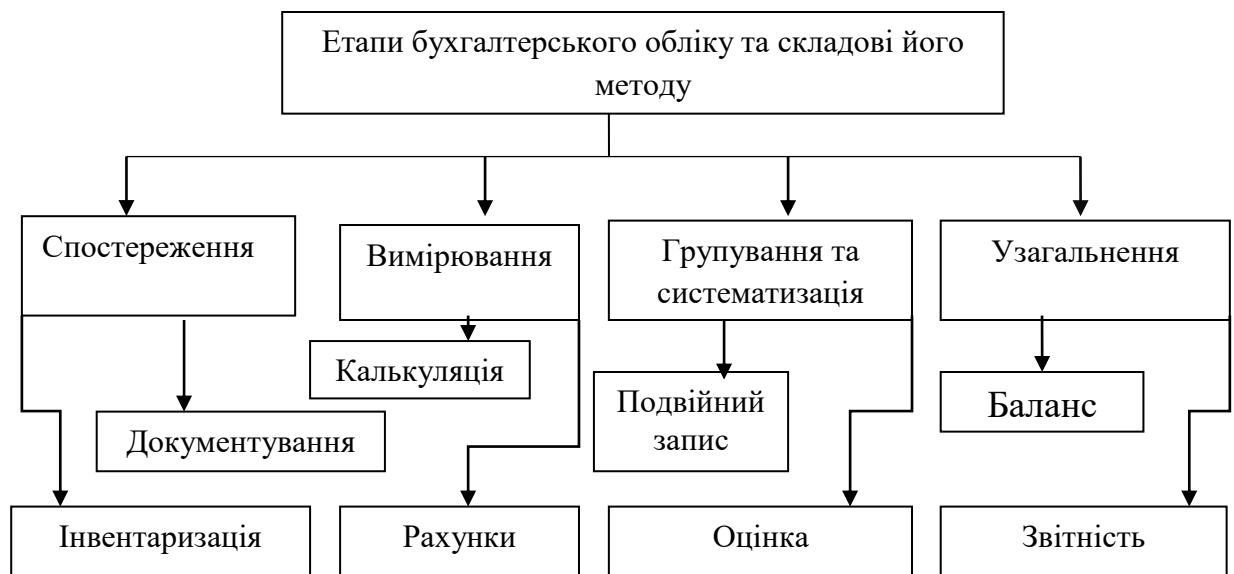 Етапи бухгалтерського обліку та складові його
методу
Спостереження
Вимірювання
Групування та
систематизація
Узагальнення
Калькуляція
Документування
Подвійний
запис
Баланс
Інвентаризація
Рахунки
Оцінка
Звітність